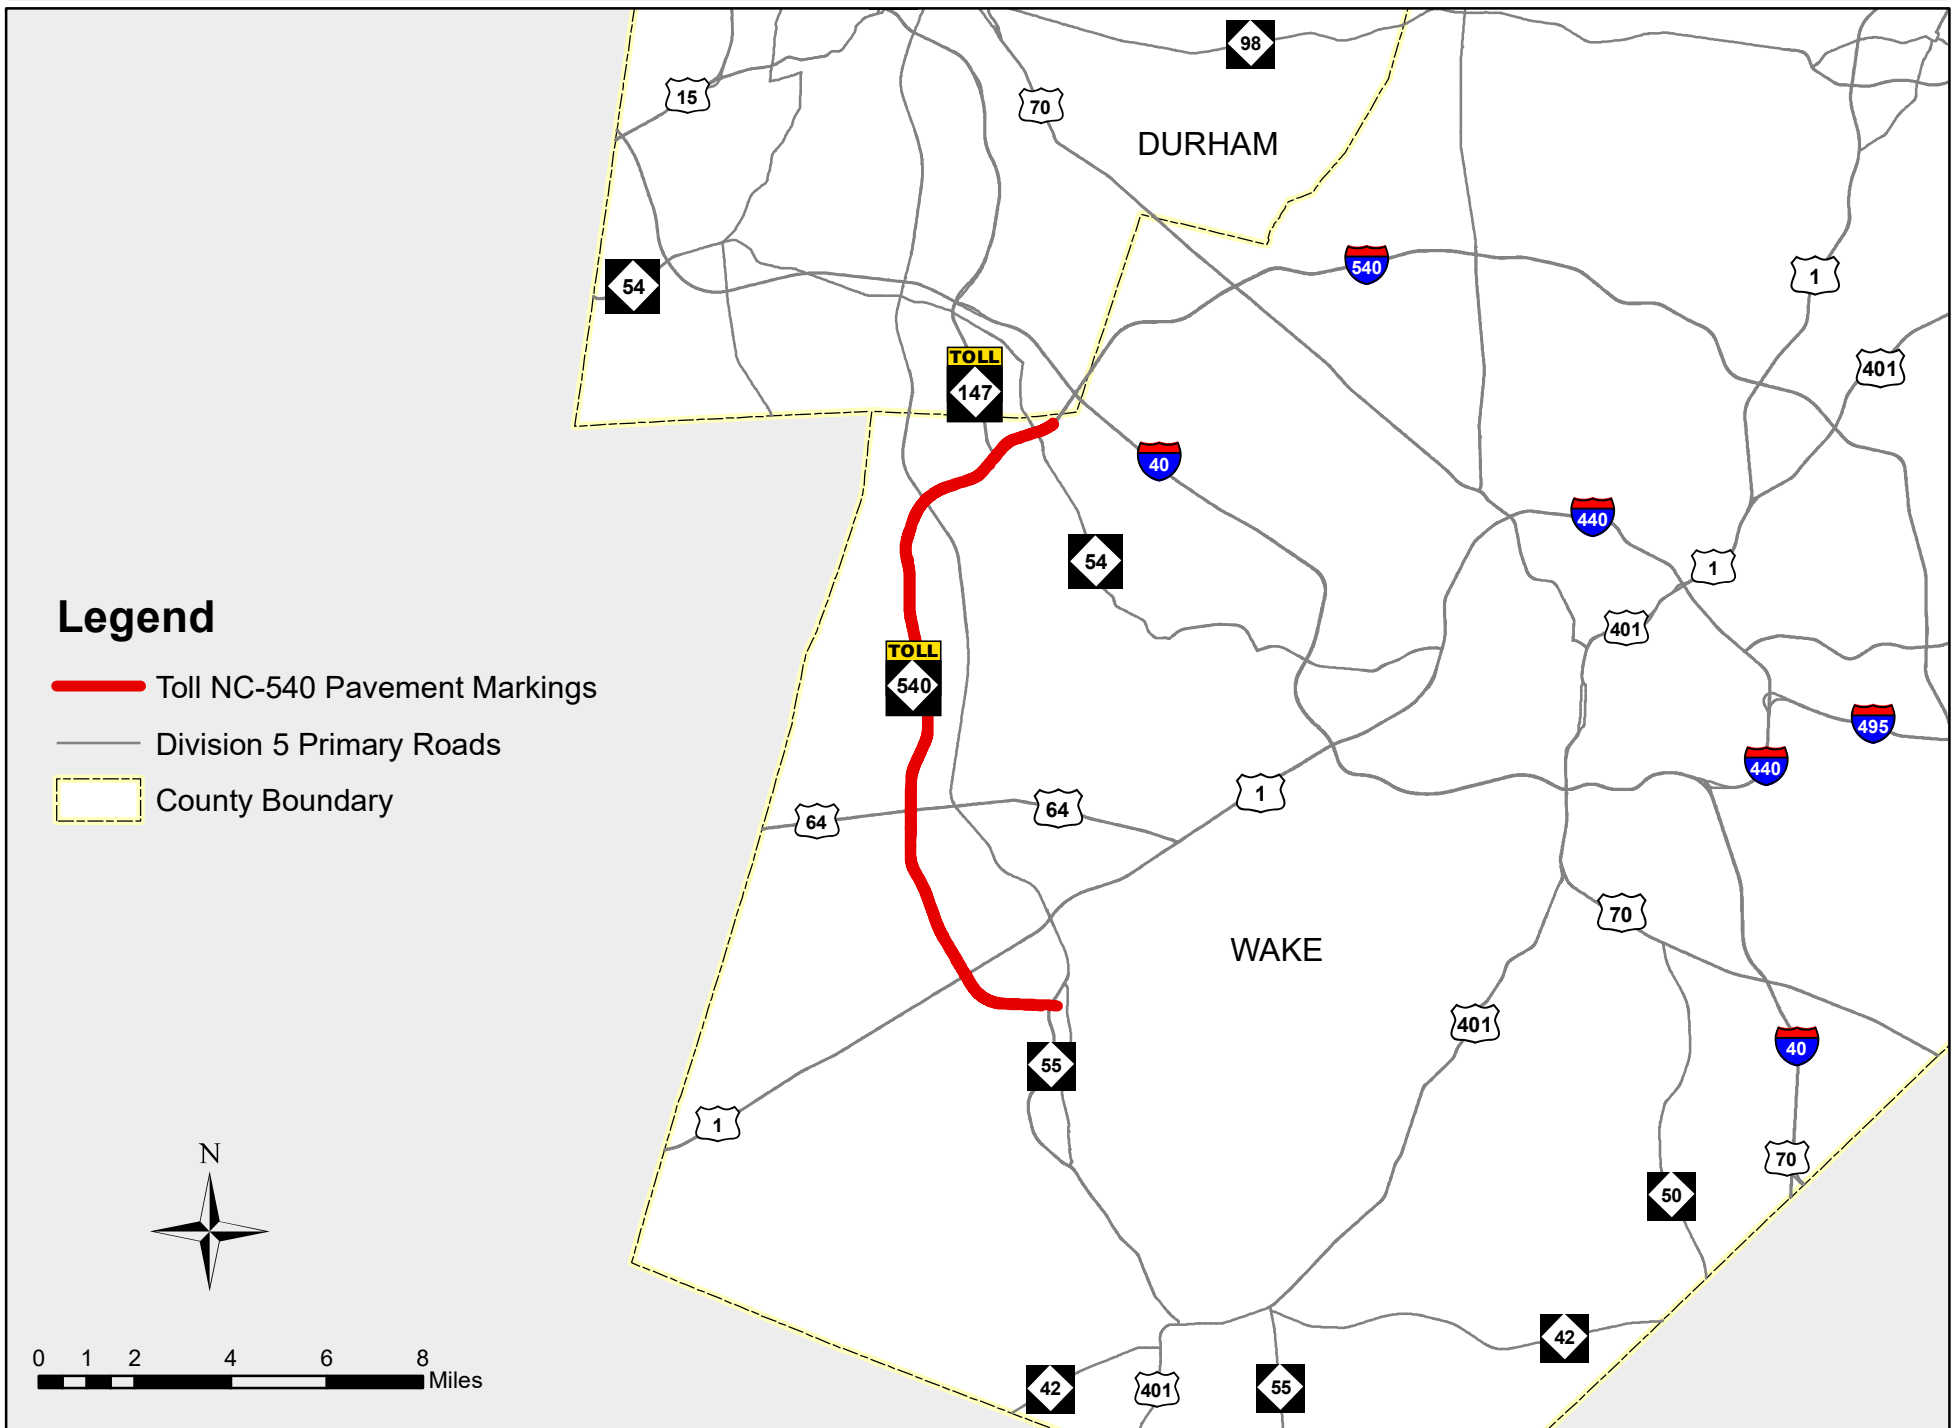 98
15
70
DURHAM
540
54
1
TOLL
147
401
40
440
54
1
401
Legend
TOLL
540
Toll NC-540 Pavement Markings
495
Division 5 Primary Roads
440
County Boundary
64
64
1
70
WAKE
401
40
55
1
N
70
50
42
0 1 2 4 6 8
Miles
42
401
55